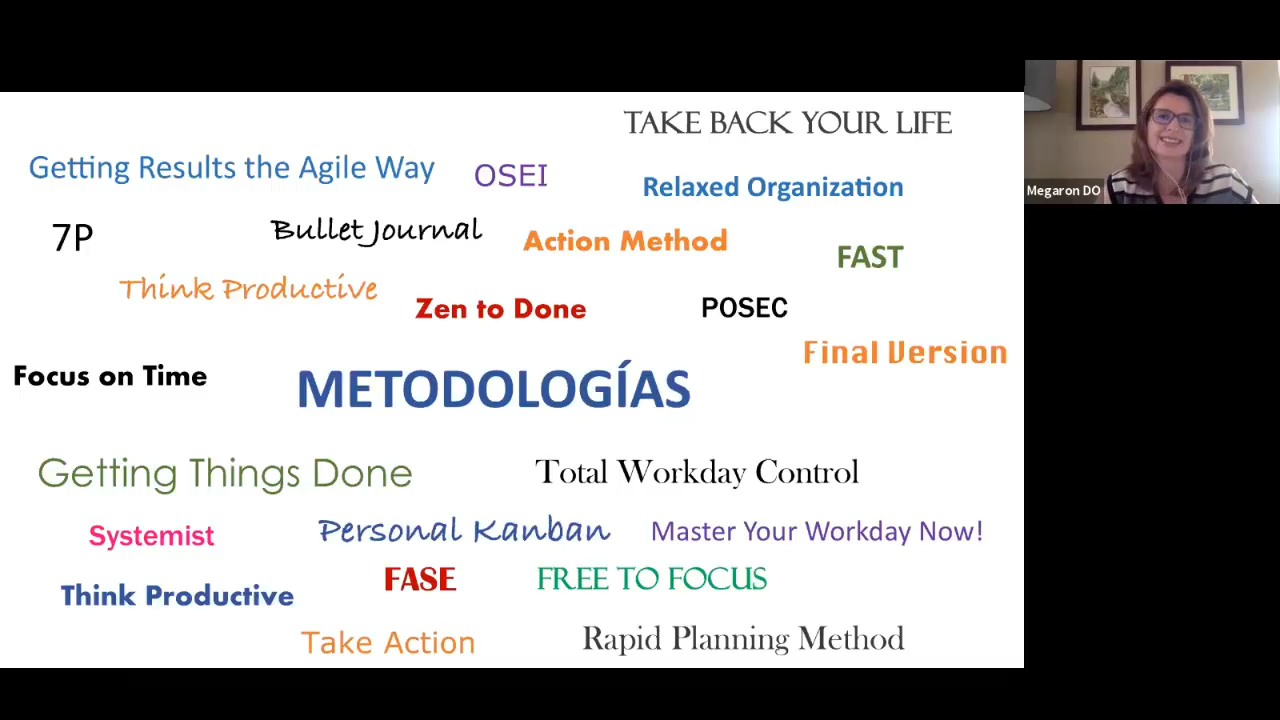 TAKE BACK YOUR LIFE
Getting Results the Agile Way
OSEI
Relaxed Organization
Megaron DO
7P
Bullet Journal
Action Method
FAST
Think Productive
Zen to Done
POSEC
Final Version
Focus on Time
METODOLOGÍAS
Getting Things Done
Total Workday Control
Systemist
Personal Kanban
Master Your Workday Now!
Think Productive
FASE
FREE TO FOCUS
Take Action
Rapid Planning Method